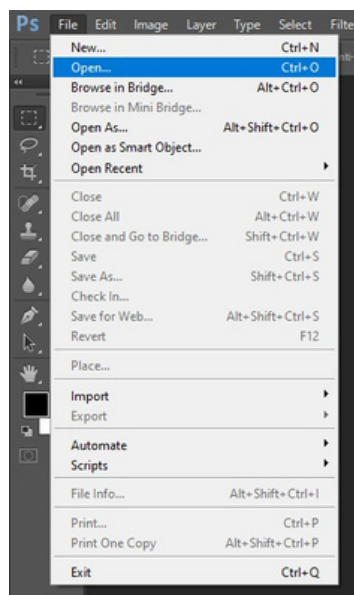 Ps File Edit Image Layer Type Select Filte
New... Ctrl+N
Open... Ctrl+O
Browse in Bridge... Alt+Ctrl+O
Browse in Mini Bridge...
Open As... Alt+Shift+Ctrl+O
Open as Smart Object...
Open Recent
Close Ctrl+W
Close All Alt+Ctrl+W
Close and Go to Bridge... Shift+Ctrl+W
Save Ctrl+S
Save As... Shift+Ctrl+S
Check In...
Save for Web... Alt+Shift+Ctrl+S
Revert F12
Place...
Import
Export
Automate
Scripts
File Info... Alt+Shift+Ctrl+I
Print... Ctrl+P
Print One Copy Alt+Shift+Ctrl+P
Exit Ctrl+Q